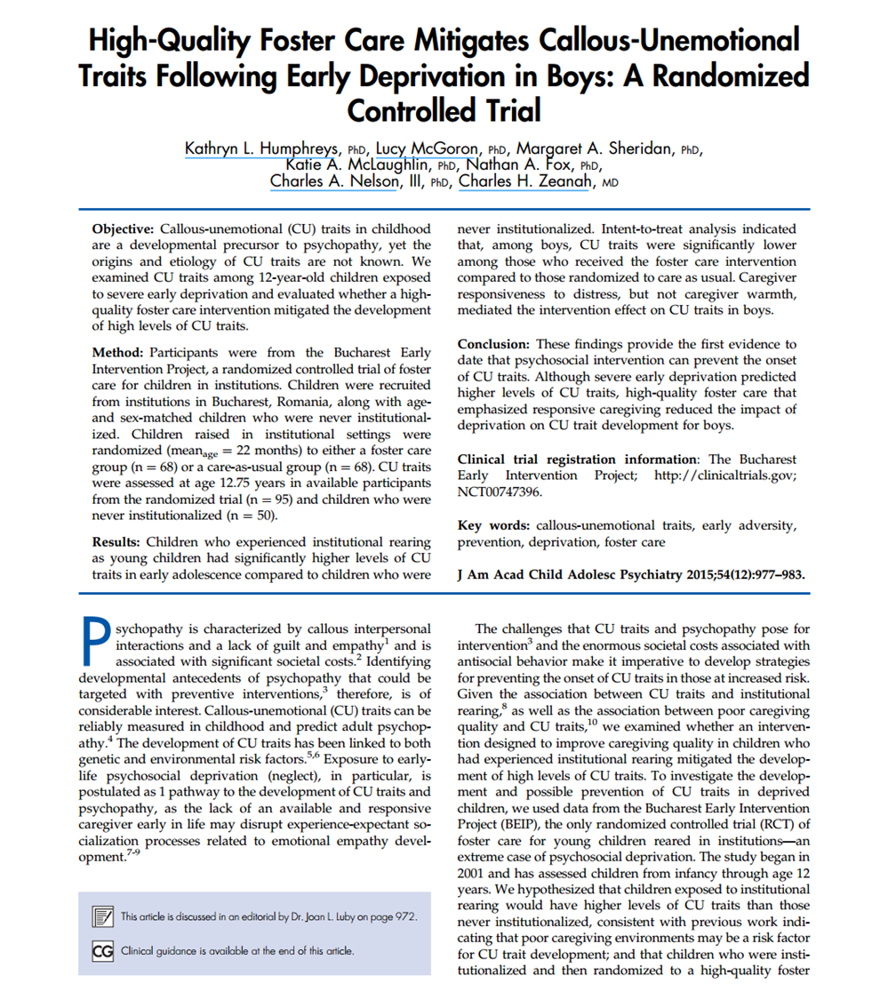 High-Quality Foster Care Mitigates Callous-Unemotional
Traits Following Early Deprivation in Boys: A Randomized
Controlled Trial
Kathryn L. Humphreys, PhD, Lucy McGoron, PhD, Margaret A. Sheridan, PhD,
Katie A. McLaughlin, PhD, Nathan A. Fox, PhD,
Charles A. Nelson, III, PhD, Charles H. Zeanah, MD
Objective: Callous-unemotional (CU) traits in childhood
are a developmental precursor to psychopathy, yet the
origins and etiology of CU traits are not known. We
examined CU traits among 12-year-old children exposed
to severe early deprivation and evaluated whether a high-
quality foster care intervention mitigated the development
of high levels of CU traits.
Method: Participants were from the Bucharest Early
Intervention Project, a randomized controlled trial of foster
care for children in institutions. Children were recruited
from institutions in Bucharest, Romania, along with age-
and sex-matched children who were never institutional-
ized. Children raised in institutional settings were
randomized (meanage = 22 months) to either a foster care
group (n = 68) or a care-as-usual group (n = 68). CU traits
were assessed at age 12.75 years in available participants
from the randomized trial (n = 95) and children who were
never institutionalized (n = 50).
Results: Children who experienced institutional rearing
as young children had significantly higher levels of CU
traits in early adolescence compared to children who were
never institutionalized. Intent-to-treat analysis indicated
that, among boys, CU traits were significantly lower
among those who received the foster care intervention
compared to those randomized to care as usual. Caregiver
responsiveness to distress, but not caregiver warmth,
mediated the intervention effect on CU traits in boys.
Conclusion: These findings provide the first evidence to
date that psychosocial intervention can prevent the onset
of CU traits. Although severe early deprivation predicted
higher levels of CU traits, high-quality foster care that
emphasized responsive caregiving reduced the impact of
deprivation on CU trait development for boys.
Clinical trial registration information: The Bucharest
Early Intervention Project; http://clinicaltrials.gov;
NCT00747396.
Key words: callous-unemotional traits, early adversity,
prevention, deprivation, foster care
J Am Acad Child Adolesc Psychiatry 2015;54(12):977–983.
Psychopathy is characterized by callous interpersonal
interactions and a lack of guilt and empathy1 and is
associated with significant societal costs.2 Identifying
developmental antecedents of psychopathy that could be
targeted with preventive interventions,3 therefore, is of
considerable interest. Callous-unemotional (CU) traits can be
reliably measured in childhood and predict adult psychop-
athy.4 The development of CU traits has been linked to both
genetic and environmental risk factors.5,6 Exposure to early-
life psychosocial deprivation (neglect), in particular, is
postulated as 1 pathway to the development of CU traits and
psychopathy, as the lack of an available and responsive
caregiver early in life may disrupt experience-expectant so-
cialization processes related to emotional empathy devel-
opment.7-9
This article is discussed in an editorial by Dr. Joan L. Luby on page 972.
CG Clinical guidance is available at the end of this article.
The challenges that CU traits and psychopathy pose for
intervention3 and the enormous societal costs associated with
antisocial behavior make it imperative to develop strategies
for preventing the onset of CU traits in those at increased risk.
Given the association between CU traits and institutional
rearing,8 as well as the association between poor caregiving
quality and CU traits,10 we examined whether an interven-
tion designed to improve caregiving quality in children who
had experienced institutional rearing mitigated the develop-
ment of high levels of CU traits. To investigate the develop-
ment and possible prevention of CU traits in deprived
children, we used data from the Bucharest Early Intervention
Project (BEIP), the only randomized controlled trial (RCT) of
foster care for young children reared in institutions—an
extreme case of psychosocial deprivation. The study began in
2001 and has assessed children from infancy through age 12
years. We hypothesized that children exposed to institutional
rearing would have higher levels of CU traits than those
never institutionalized, consistent with previous work indi-
cating that poor caregiving environments may be a risk factor
for CU trait development; and that children who were insti-
tutionalized and then randomized to a high-quality foster